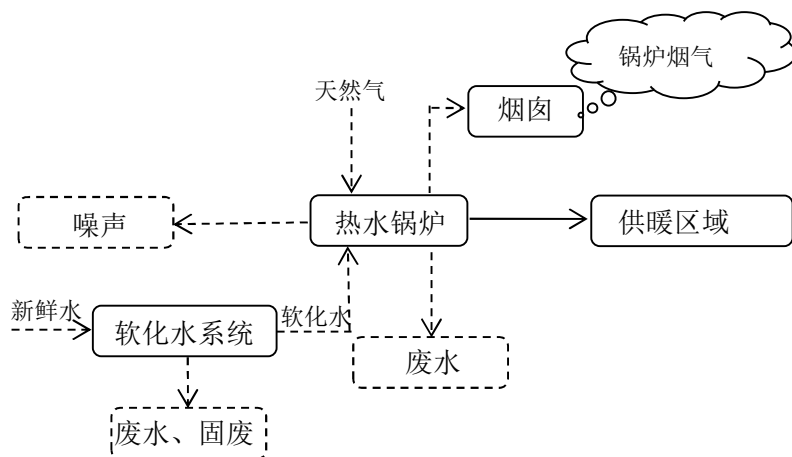 锅炉烟气
天然气
烟囱
噪声
热水锅炉
供暖区域
新鲜水
软化水
软化水系统
废水
废水、固废